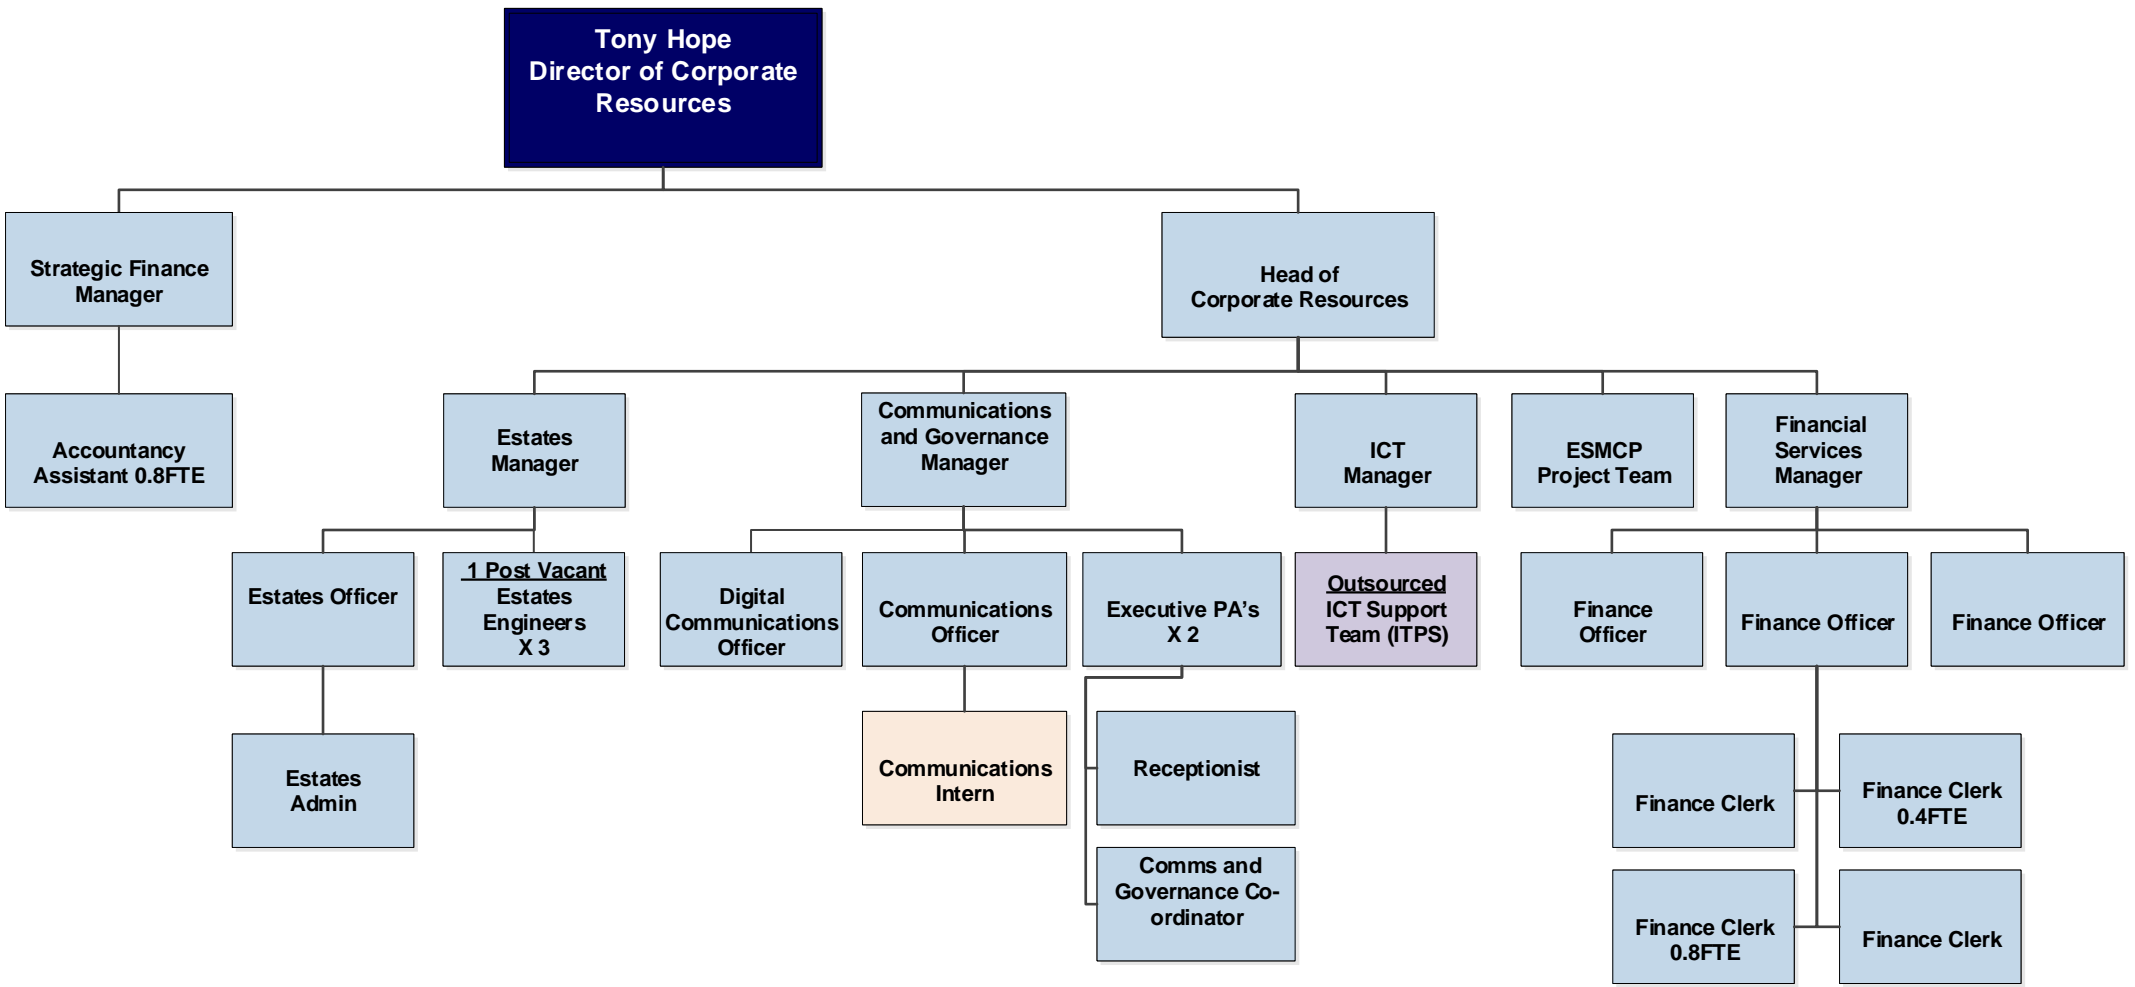 Tony Hope
Director of Corporate
Resources
Strategic Finance
Manager
Head of
Corporate Resources
Accountancy
Assistant 0.8FTE
Estates
Manager
Communications
and Governance
Manager
ICT
Manager
ESMCP
Project Team
Financial
Services
Manager
Estates Officer
1 Post Vacant
Estates
Engineers
X 3
Digital
Communications
Officer
Communications
Officer
Executive PA's
X 2
Outsourced
ICT Support
Team (ITPS)
Finance
Officer
Finance Officer
Finance Officer
Estates
Admin
Communications
Intern
Receptionist
Comms and
Governance Co-
ordinator
Finance Clerk
Finance Clerk
0.4FTE
Finance Clerk
0.8FTE
Finance Clerk